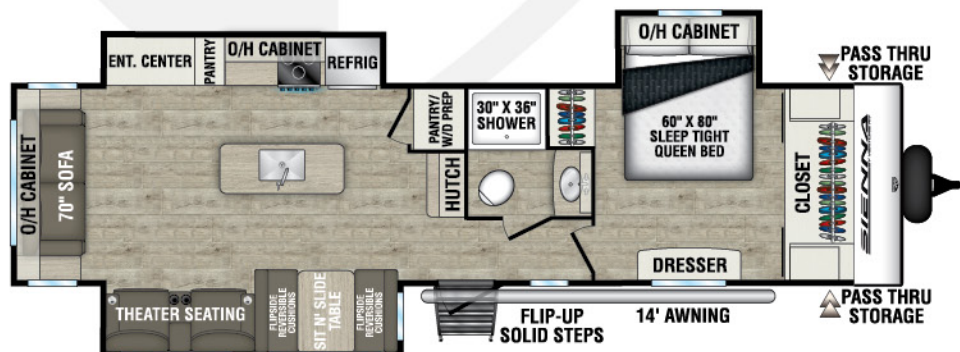 O/H CABINET
ENT. CENTER
PANTRY
O/H CABINET
REFRIG
PASS THRU
STORAGE
PANTRY/
W/D PREP
30" X 36"
SHOWER
60" X 80"
SLEEP TIGHT
QUEEN BED
O/H CABINET
70" SOFA
HUTCH
CLOSET
SIENNA
DRESSER
THEATER SEATING
FLIPSIDE
REVERSIBLE
CUSHIONS
SIT N' SLIDE
TABLE
FLIPSIDE
REVERSIBLE
CUSHIONS
FLIP-UP
SOLID STEPS
14' AWNING
PASS THRU
STORAGE